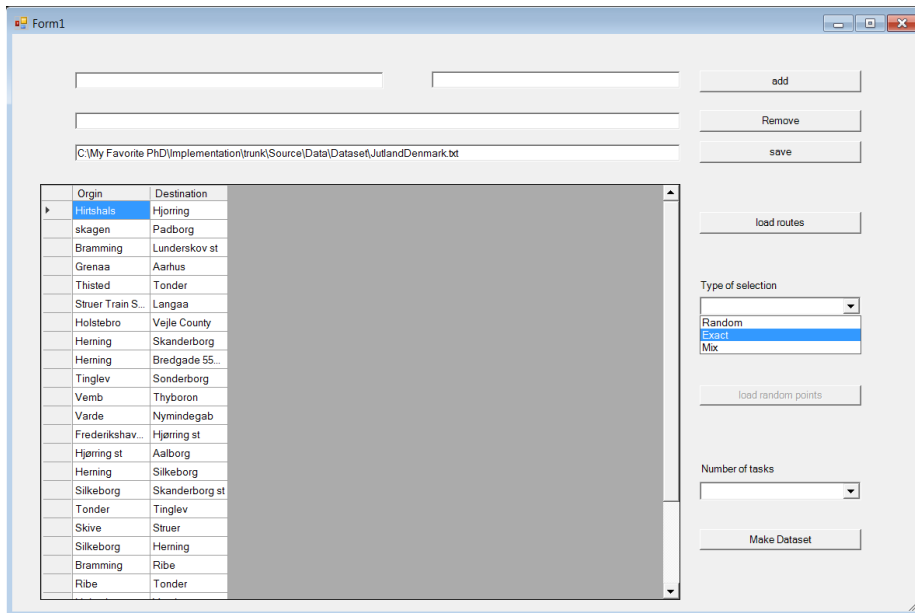 Form1
add
Remove
C:\My Favorite PhD\Implementation\trunk\Source\Data\Dataset\JutlandDenmark.txt
save
Orgin Destination
Hirtshals Hjorring
skagen Padborg
Bramming Lunderskov st
Grenaa Aarhus
Thisted Tonder
Struer Train S... Langaa
Holstebro Vejle County
Herning Skanderborg
Herning Bredgade 55...
Tinglev Sonderborg
Vemb Thyboron
Varde Nymindegab
Frederikshav... Hjørring st
Hjørring st Aalborg
Herning Silkeborg
Silkeborg Skanderborg st
Tonder Tinglev
Skive Struer
Silkeborg Herning
Bramming Ribe
Ribe Tonder
load routes
Type of selection
Random
Exact
Mix
load random points
Number of tasks
Make Dataset